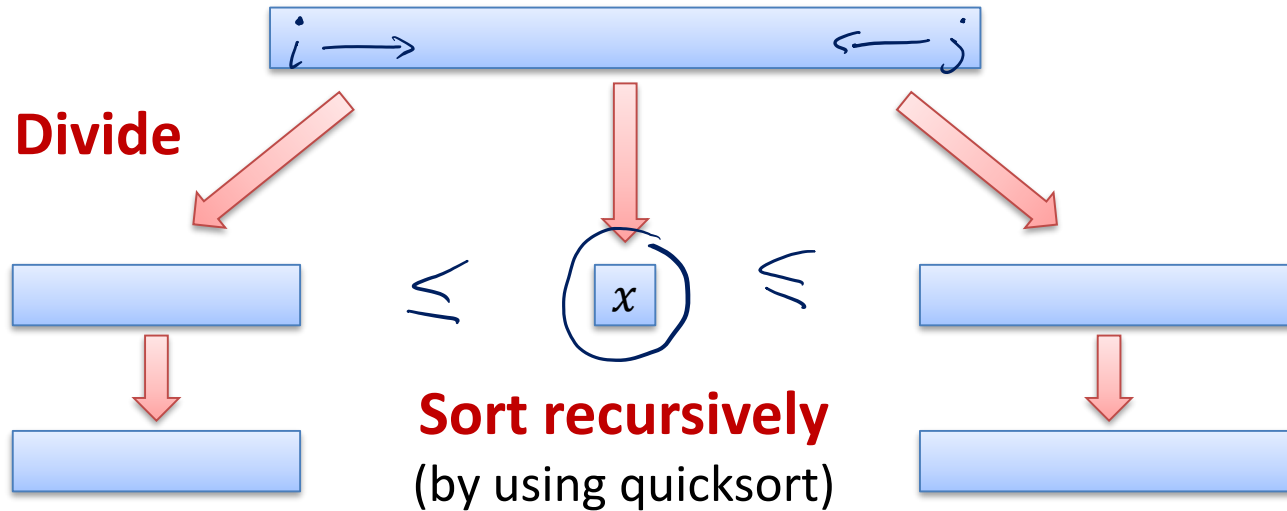 i → ← j
Divide
≤ x ≤
Sort recursively
(by using quicksort)